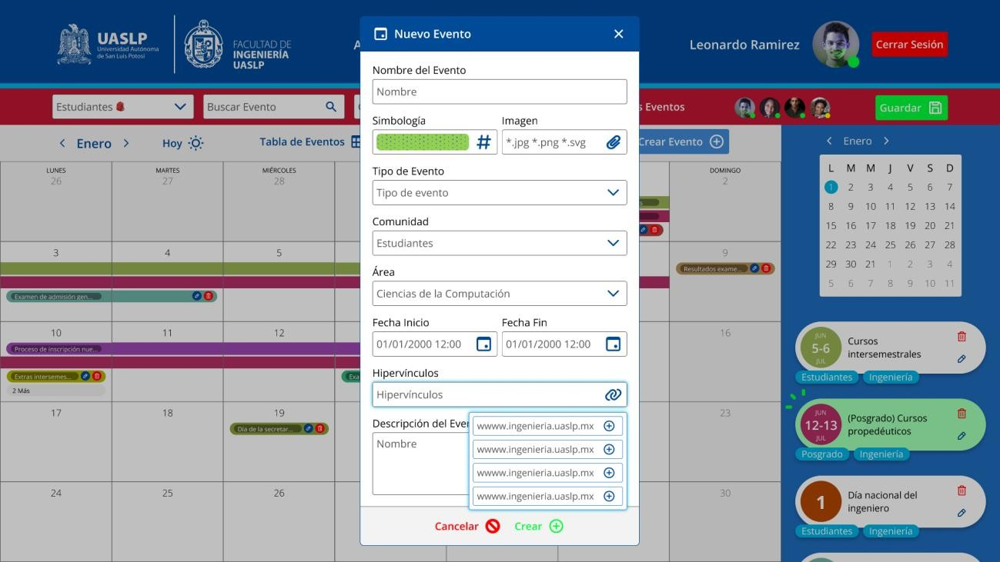 UASLP
Universidad Autónoma
de San Luis Potosí
FACULTAD DE
INGENIERÍA
UASLP
A
Leonardo Ramirez
Cerrar Sesión
Estudiantes
Buscar Evento
s Eventos
Guardar
Enero
Hoy
Tabla de Eventos
Crear Evento
LUNES
MARTES
MIÉRCOLES
DOMINGO
26
27
28
2
3
4
5
9
Resultados exame...
Examen de admisión gen...
10
11
12
16
Proceso de inscripción nue...
Extras intersemes...
2 Más
Exa
17
18
19
23
Día de la secretar...
24
25
26
30
Nuevo Evento
Nombre del Evento
Nombre
Simbología
Imagen
#
*.jpg *.png *.svg
Tipo de Evento
Tipo de evento
Comunidad
Estudiantes
Área
Ciencias de la Computación
Fecha Inicio
Fecha Fin
01/01/2000 12:00
01/01/2000 12:00
Hipervínculos
Hipervínculos
Descripción del Even
Nombre
wwww.ingenieria.uaslp.mx
wwww.ingenieria.uaslp.mx
wwww.ingenieria.uaslp.mx
wwww.ingenieria.uaslp.mx
Cancelar
Crear
Enero
L M M J V S D
1 2 3 4 5 6 7
8 9 10 11 12 13 14
15 16 17 18 19 20 21
22 23 24 25 26 27 28
29 30 21 1 2 3 4
5 6 7 8 9 10 11
JUN
5-6
JUL
Cursos
intersemestrales
Estudiantes
Ingeniería
JUN
12-13
JUL
(Posgrado) Cursos
propedéuticos
Posgrado
Ingeniería
1
Día nacional del
ingeniero
Estudiantes
Ingeniería